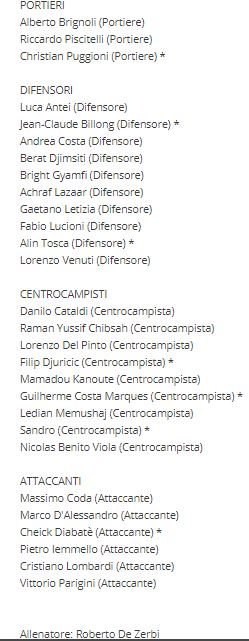 PORTIERI
Alberto Brignoli (Portiere)
Riccardo Piscitelli (Portiere)
Christian Puggioni (Portiere) *
DIFENSORI
Luca Antei (Difensore)
Jean-Claude Billong (Difensore) *
Andrea Costa (Difensore)
Berat Djimsiti (Difensore)
Bright Gyamfi (Difensore)
Achraf Lazaar (Difensore)
Gaetano Letizia (Difensore)
Fabio Lucioni (Difensore)
Alin Tosca (Difensore) *
Lorenzo Venuti (Difensore)
CENTROCAMPISTI
Danilo Cataldi (Centrocampista)
Raman Yussif Chibsah (Centrocampista)
Lorenzo Del Pinto (Centrocampista)
Filip Djuricic (Centrocampista) *
Mamadou Kanoute (Centrocampista)
Guilherme Costa Marques (Centrocampista) *
Ledian Memushaj (Centrocampista)
Sandro (Centrocampista) *
Nicolas Benito Viola (Centrocampista)
ATTACCANTI
Massimo Coda (Attaccante)
Marco D'Alessandro (Attaccante)
Cheick Diabatè (Attaccante) *
Pietro Iemmello (Attaccante)
Cristiano Lombardi (Attaccante)
Vittorio Parigini (Attaccante)
Allenatore: Roberto De Zerbi